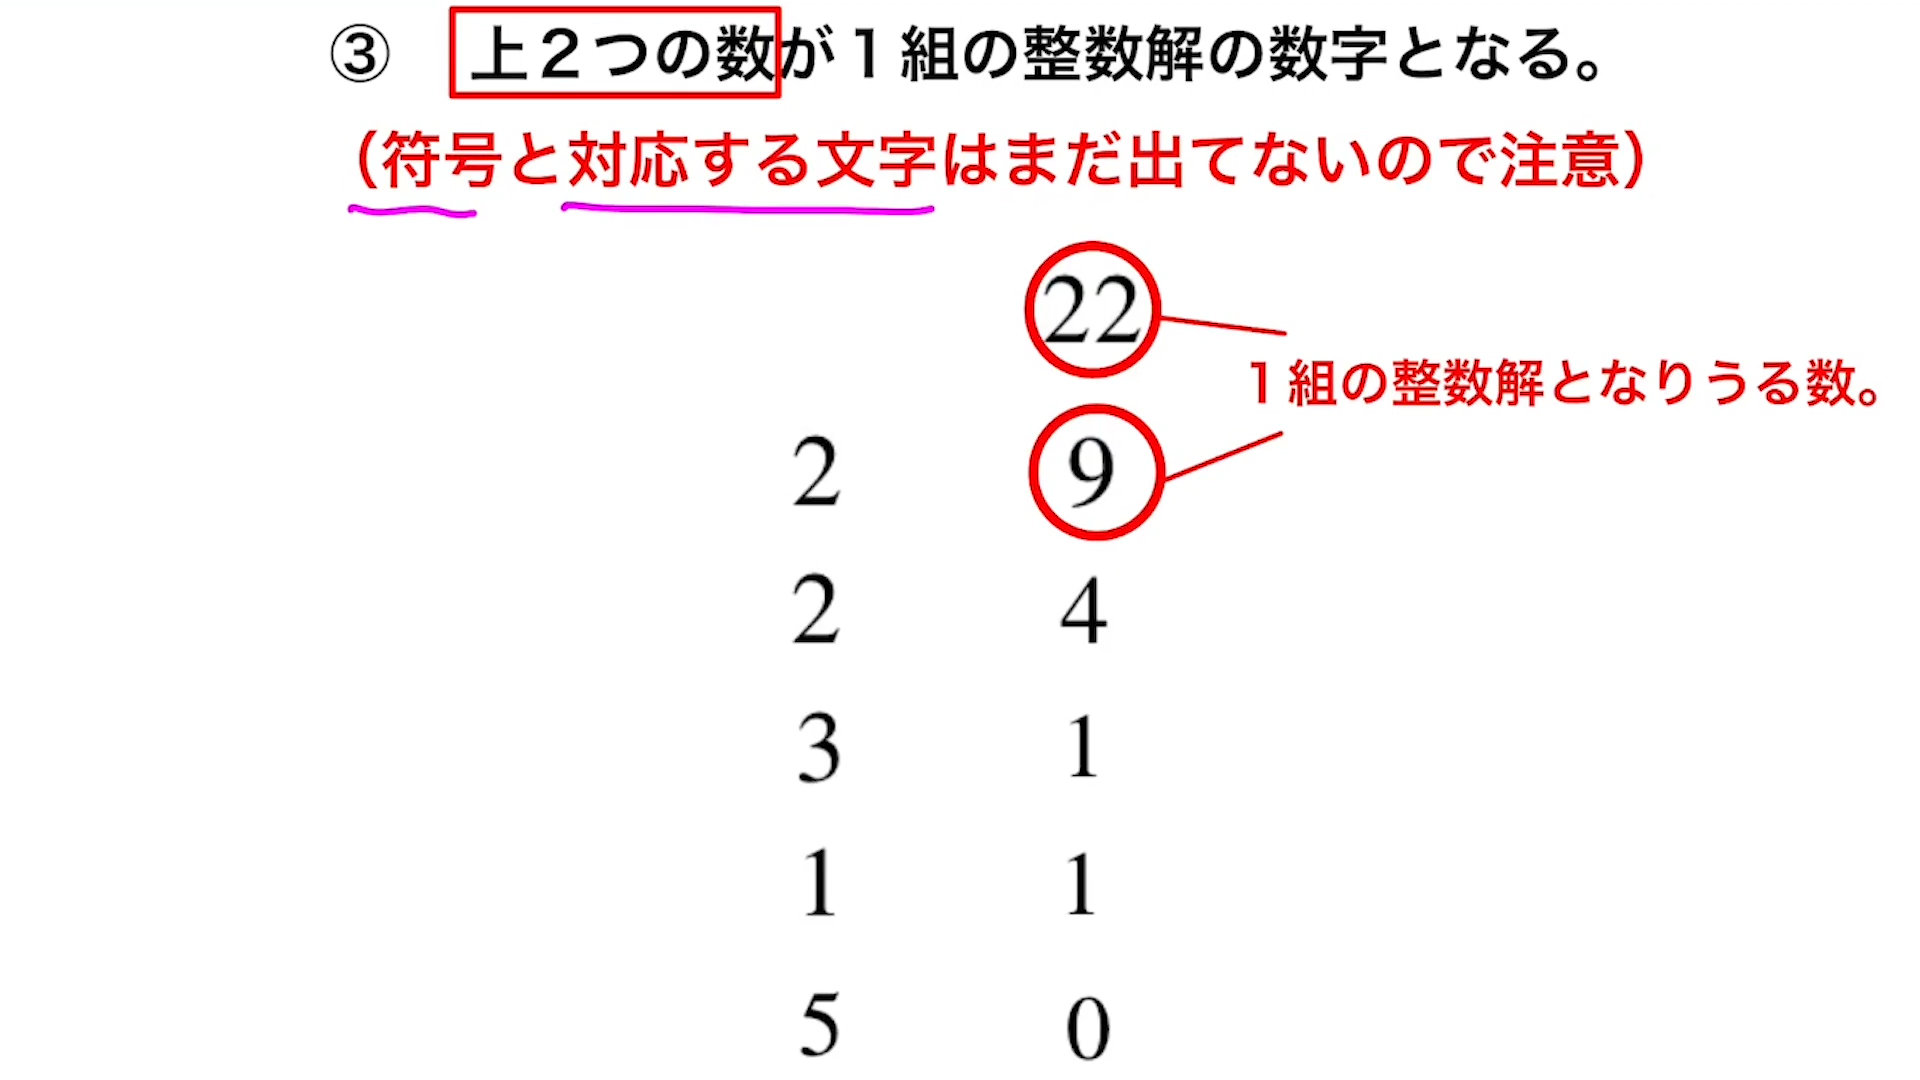 ③ 上２つの数が１組の整数解の数字となる。
（符号と対応する文字はまだ出てないので注意）
22
１組の整数解となりうる数。
2 9
2 4
3 1
1 1
5 0